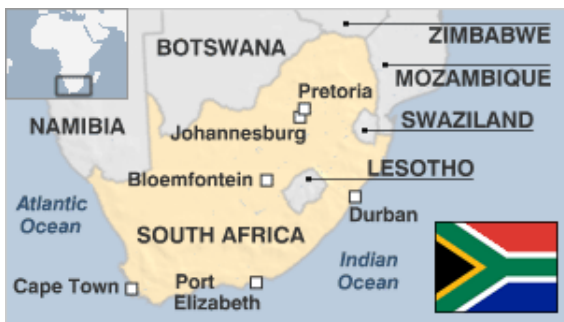 ZIMBABWE
BOTSWANA
MOZAMBIQUE
Pretoria
SWAZILAND
NAMIBIA
Johannesburg
LESOTHO
Bloemfontein
Atlantic
Ocean
Durban
SOUTH AFRICA
Indian
Ocean
Cape Town
Port
Elizabeth